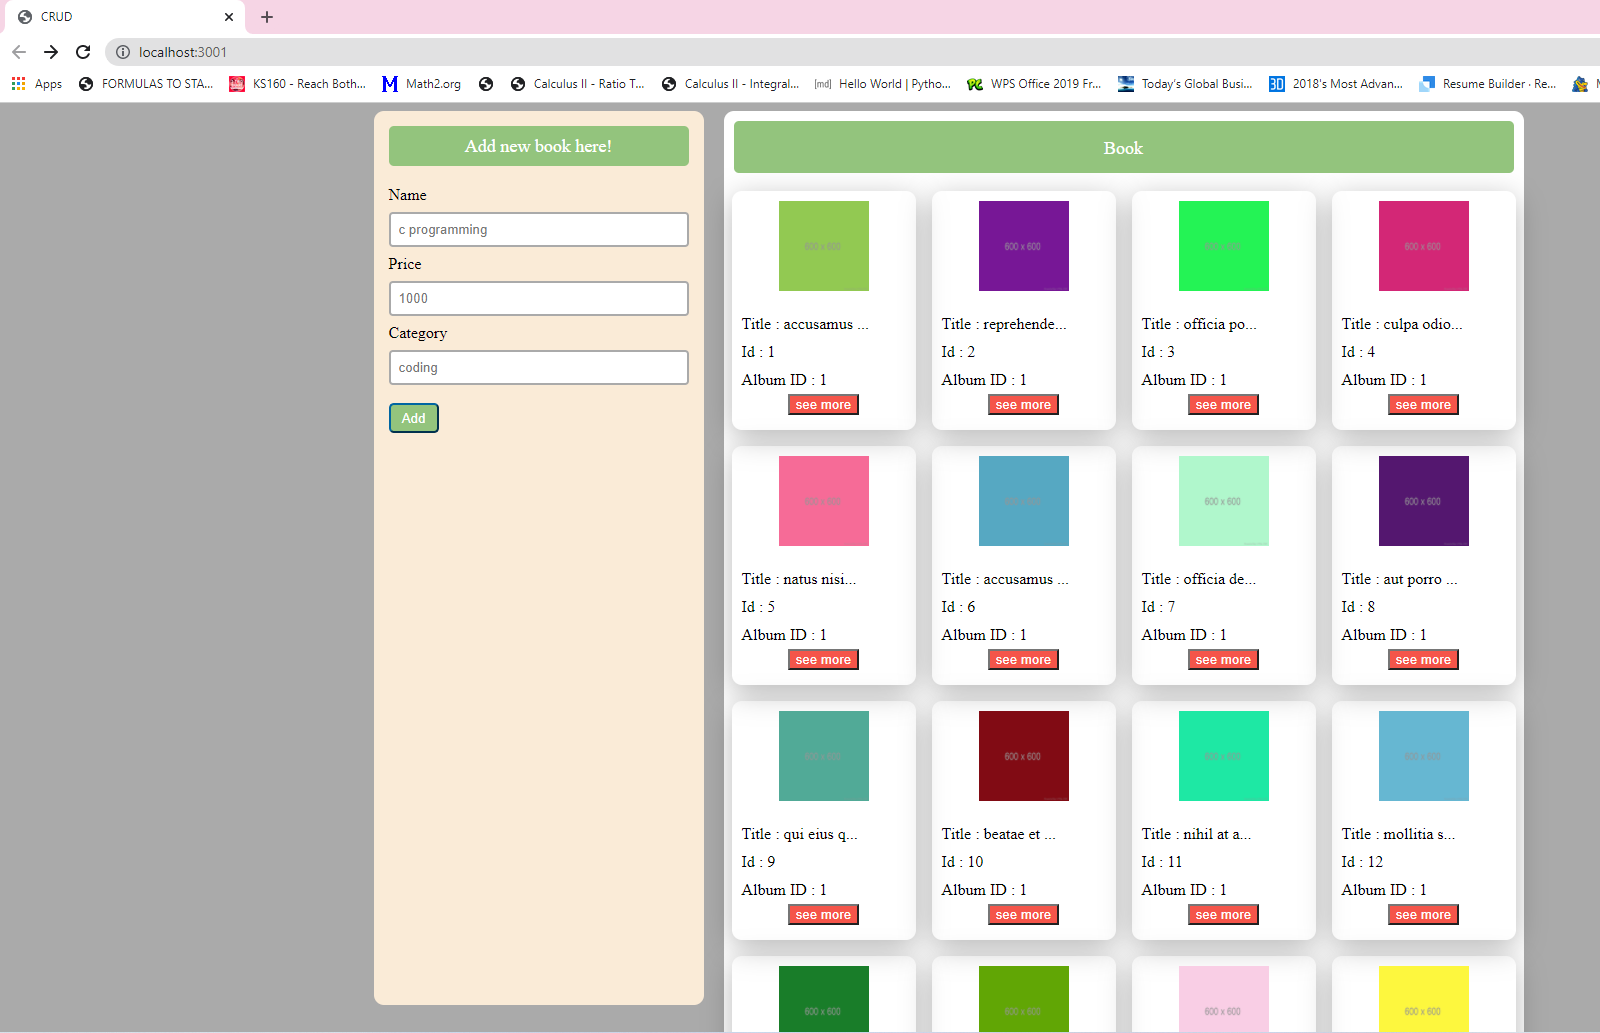 CRUD
localhost:3001
Apps
FORMULAS TO STA...
KS160 - Reach Both...
Math2.org
Calculus II - Ratio T...
Calculus II - Integral...
[md]
Hello World | Python...
WPS Office 2019 Fr...
Today's Global Busi...
3D
2018's Most Advan...
Resume Builder · Re...
Add new book here!
Name
c programming
Price
1000
Category
coding
Add
Book
600 x 600
600 x 600
600 x 600
600 x 600
Title : accusamus ...
Id : 1
Album ID : 1
see more
Title : reprehende...
Id : 2
Album ID : 1
see more
Title : officia po...
Id : 3
Album ID : 1
see more
Title : culpa odio...
Id : 4
Album ID : 1
see more
600 x 600
600 x 600
600 x 600
600 x 600
Title : natus nisi...
Id : 5
Album ID : 1
see more
Title : accusamus ...
Id : 6
Album ID : 1
see more
Title : officia de...
Id : 7
Album ID : 1
see more
Title : aut porro ...
Id : 8
Album ID : 1
see more
600 x 600
600 x 600
600 x 600
600 x 600
Title : qui eius q...
Id : 9
Album ID : 1
see more
Title : beatae et ...
Id : 10
Album ID : 1
see more
Title : nihil at a...
Id : 11
Album ID : 1
see more
Title : mollitia s...
Id : 12
Album ID : 1
see more
600 x 600
600 x 600
600 x 600
600 x 600